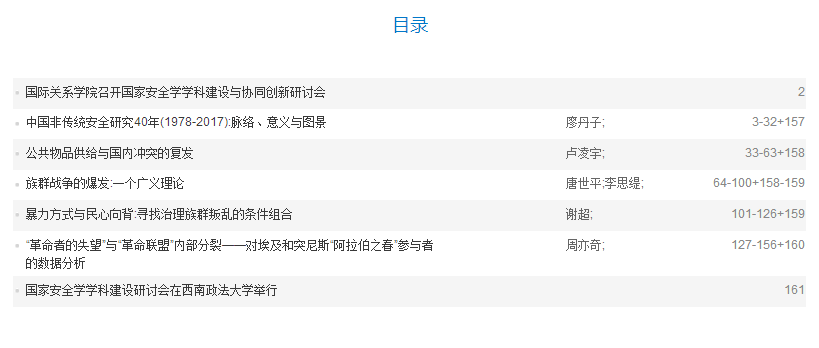 目录
国际关系学院召开国家安全学学科建设与协同创新研讨会 2
中国非传统安全研究40年(1978-2017):脉络、意义与图景 廖丹子; 3-32+157
公共物品供给与国内冲突的复发 卢凌宇; 33-63+158
族群战争的爆发:一个广义理论 唐世平;李思缇; 64-100+158-159
暴力方式与民心向背:寻找治理族群叛乱的条件组合 谢超; 101-126+159
“革命者的失望”与“革命联盟”内部分裂——对埃及和突尼斯“阿拉伯之春”参与者 周亦奇; 127-156+160
的数据分析
国家安全学学科建设研讨会在西南政法大学举行 161